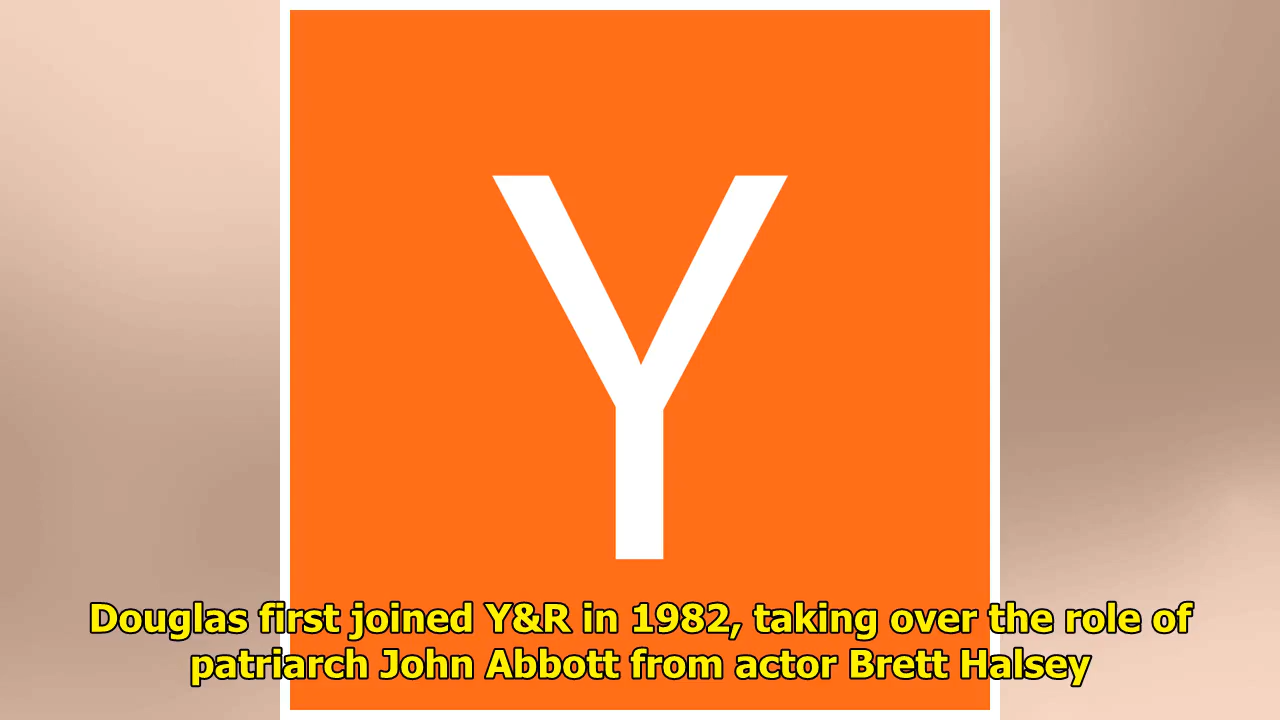 Y
Douglas first joined Y&R in 1982, taking over the role of
patriarch John Abbott from actor Brett Halsey